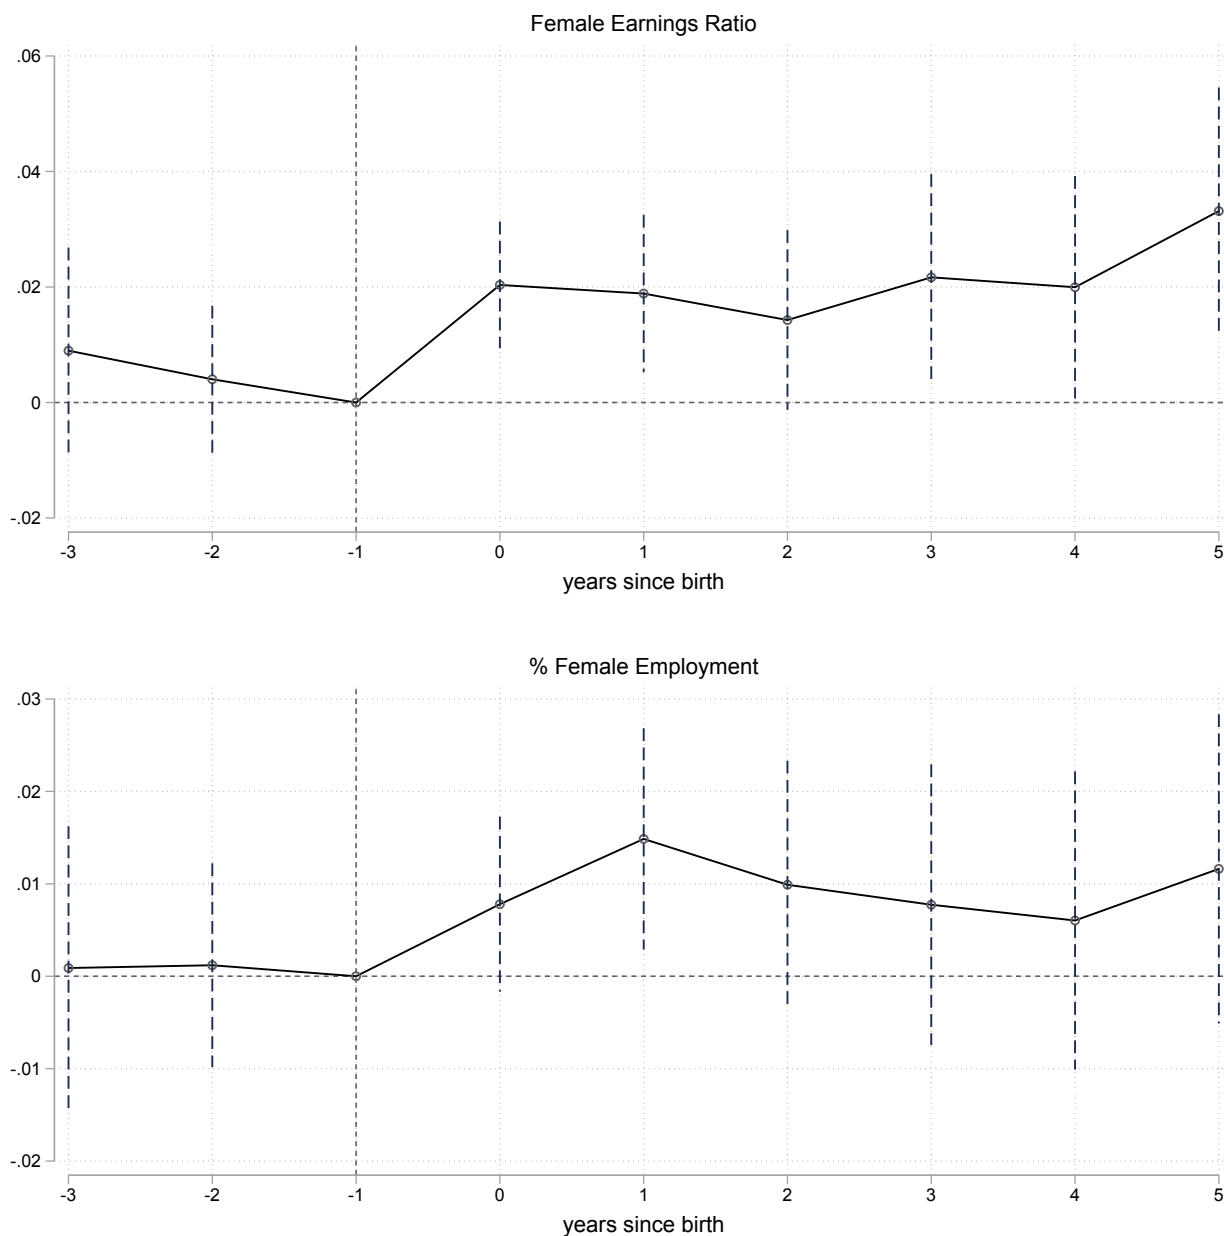 Female Earnings Ratio
.06
.04
.02
0
-.02
-3 -2 -1 0 1 2 3 4 5
years since birth
% Female Employment
.03
.02
.01
0
-.01
-.02
-3 -2 -1 0 1 2 3 4 5
years since birth